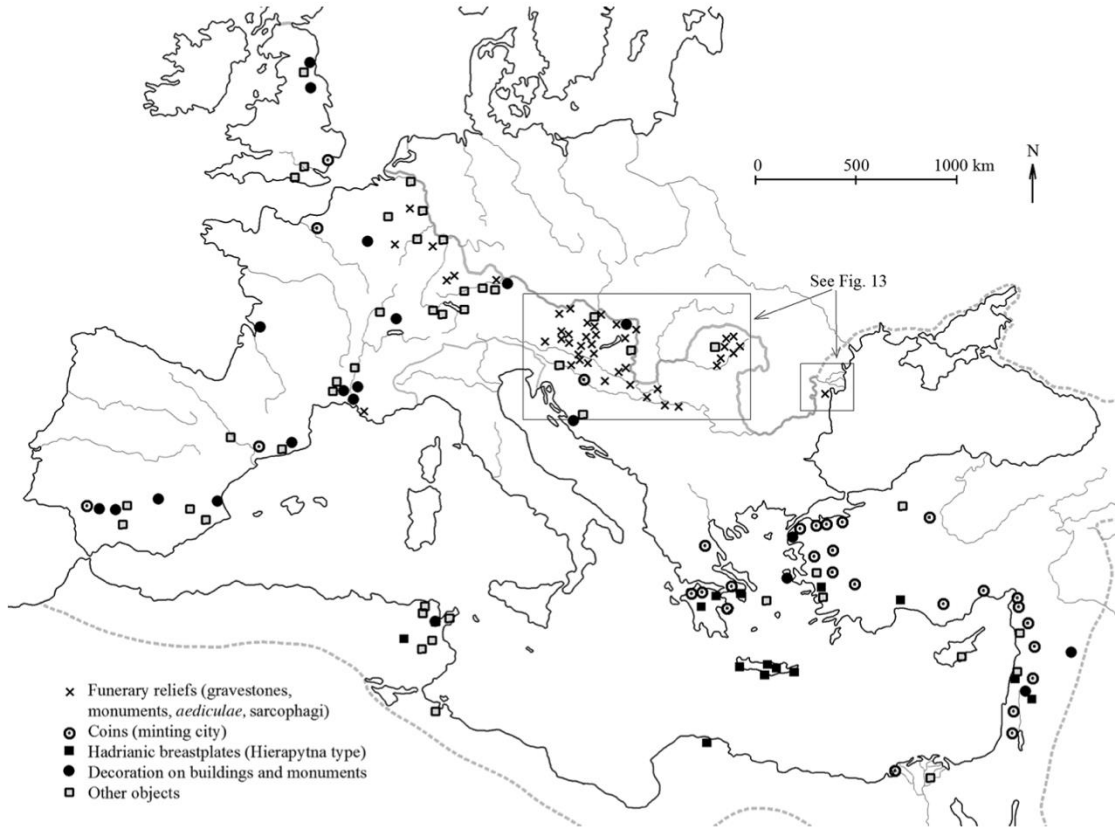 N
0 500 1000 km
See Fig. 13
Funerary reliefs (gravestones,
monuments, aediculae, sarcophagi)
Coins (minting city)
Hadrianic breastplates (Hierapytna type)
Decoration on buildings and monuments
Other objects